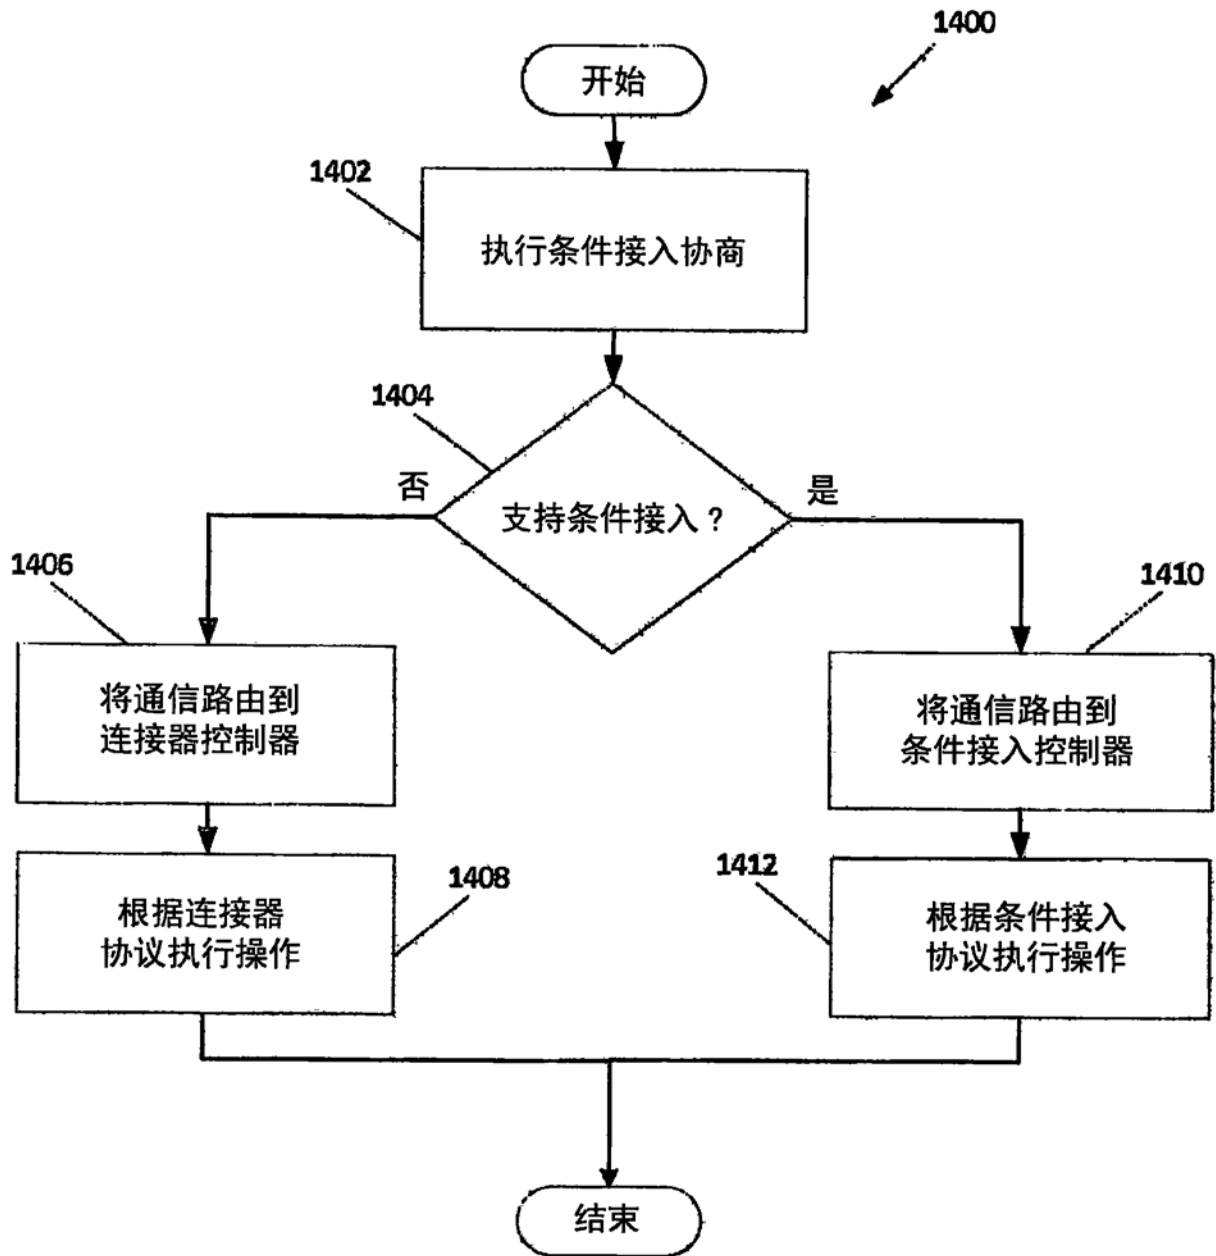 1400
开始
1402
执行条件接入协商
1404
否
是
支持条件接入？
1406
1410
将通信路由到
连接器控制器
将通信路由到
条件接入控制器
1408
1412
根据连接器
协议执行操作
根据条件接入
协议执行操作
结束